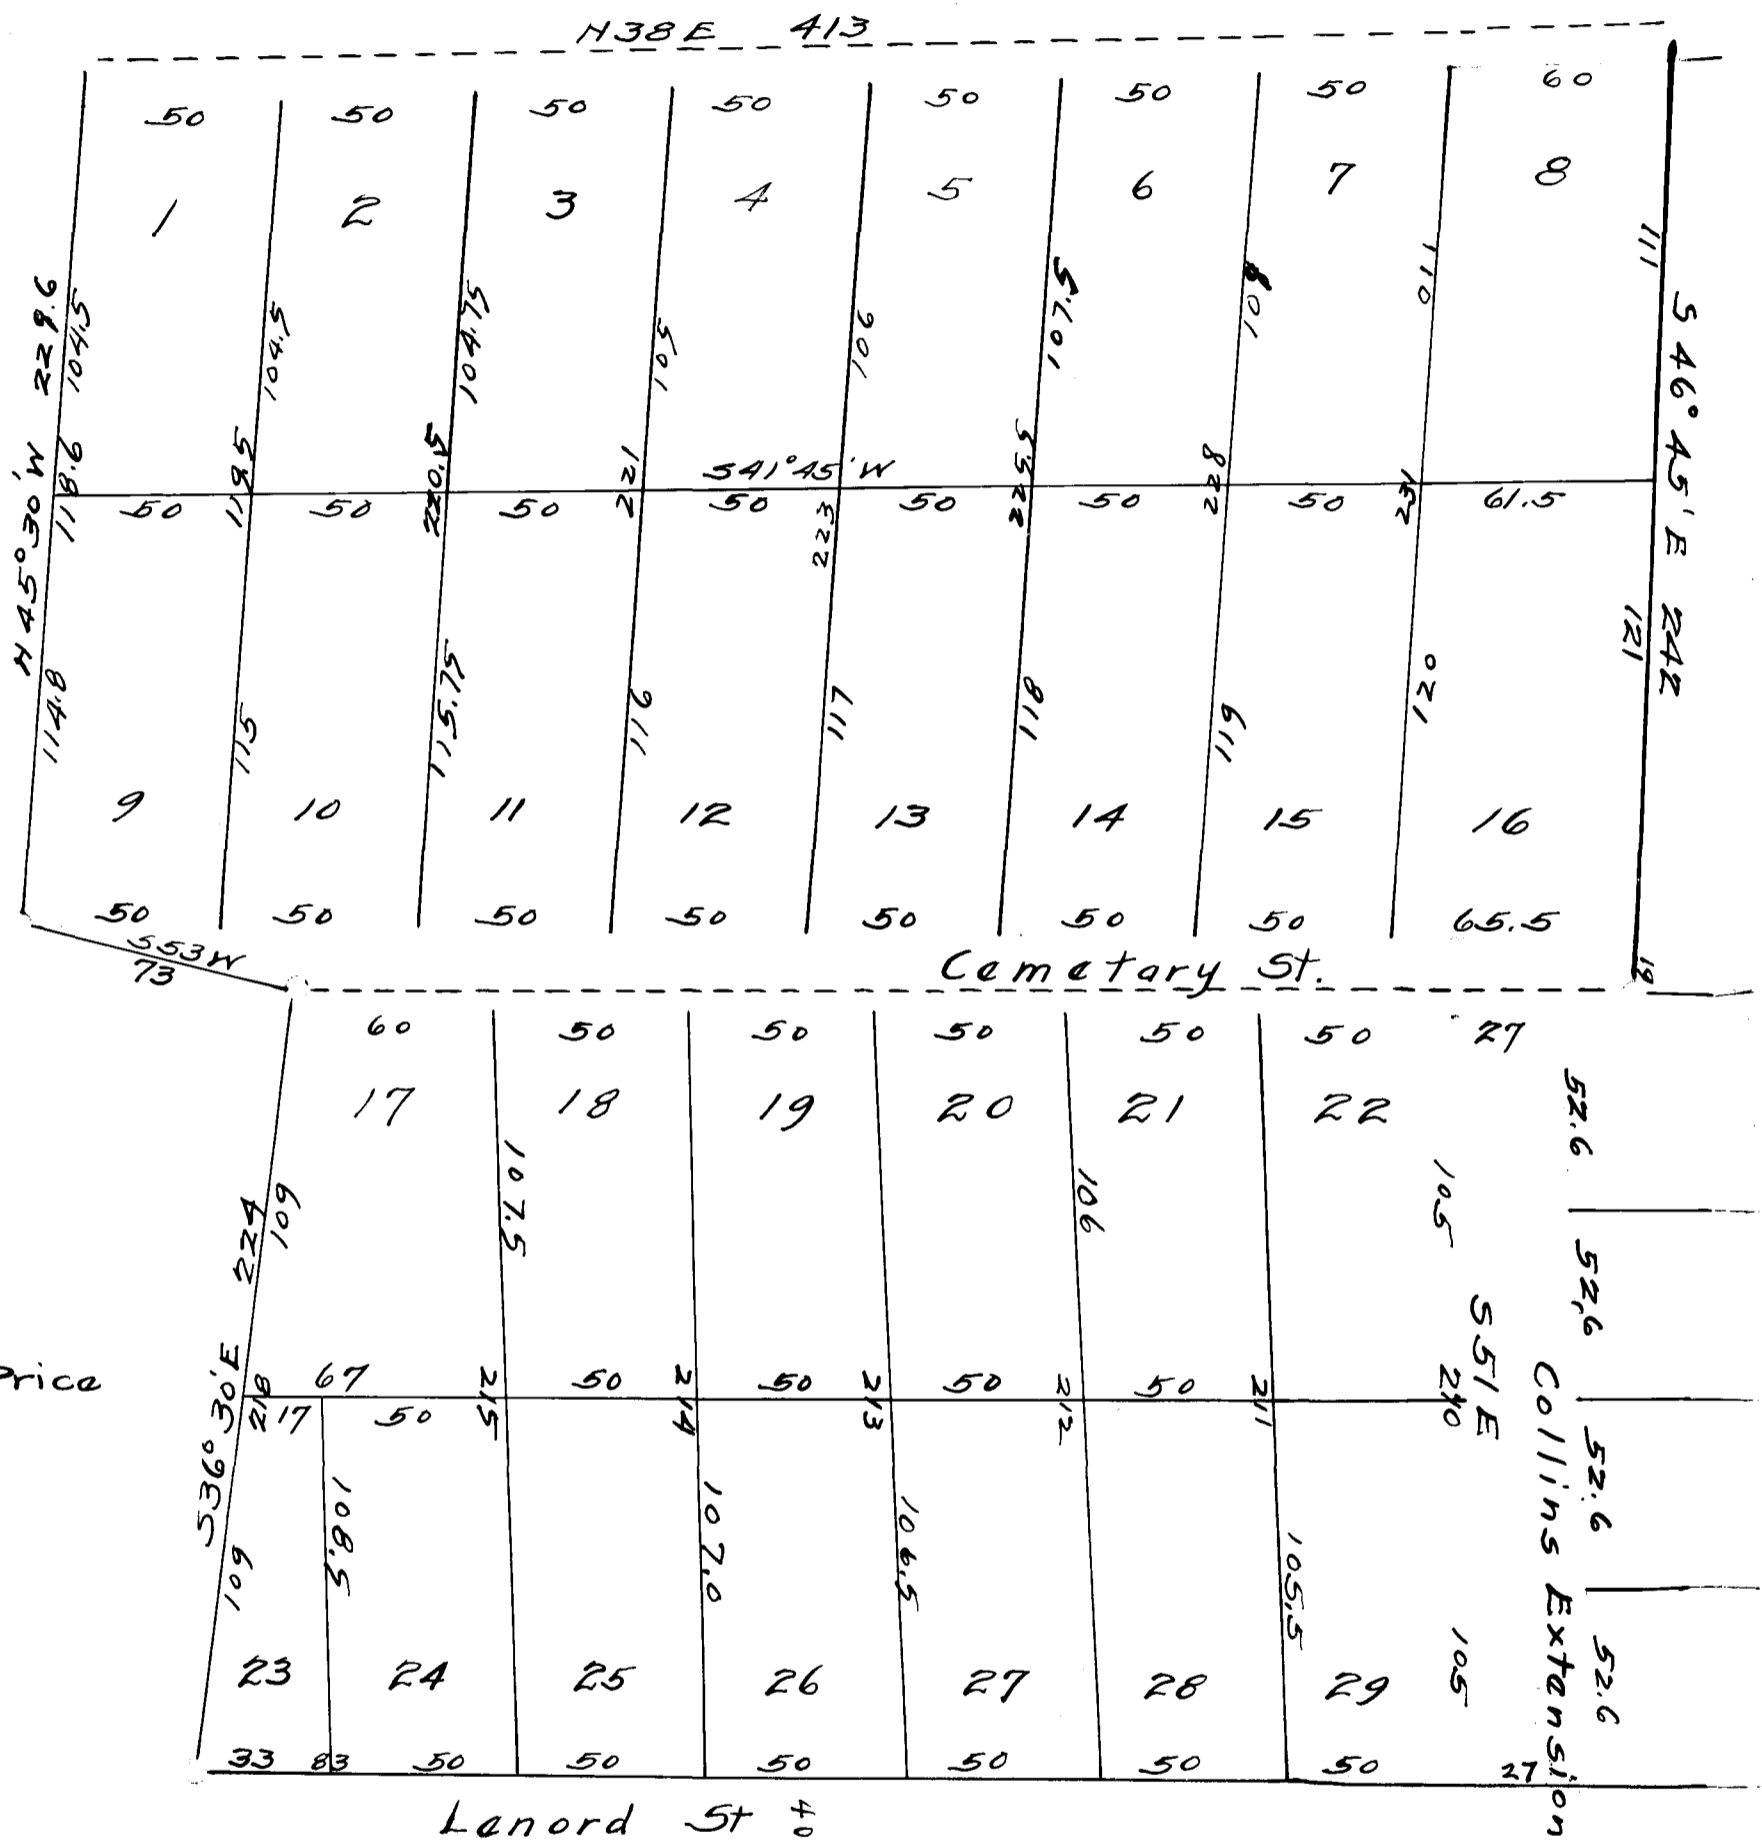 N38E 413
50 50 50 50 50 50 50 60
1 2 3 4 5 6 7 8
N45°30'W 229.6
104.5 104.5 104.75 105 106 107.5 108 110 111
S46°45'E 242
S41°45'W
118.6 119.5 220.5 221 223 225.5 228 231
50 50 50 50 50 50 50 61.5
114.8 115 115.75 116 117 118 119 120 121
9 10 11 12 13 14 15 16
50 50 50 50 50 50 50 65.5
S53W
73
Cemetary St.
19
60 50 50 50 50 50 27
17 18 19 20 21 22
52.6
S36°30'E 224
109 107.5 106 105
52.6
S51E
Collins Extension
Price
67 50 50 50 50
218 215 214 213 212 211 210
17 50
52.6
109 108.5 107.0 106.5 105.5 105
52.6
23 24 25 26 27 28 29
33 83 50 50 50 50 50 50 27
Lenord St 40